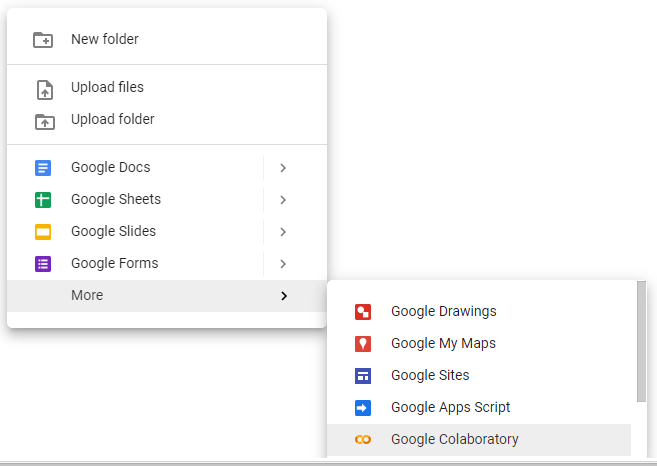 New folder
Upload files
Upload folder
Google Docs
Google Sheets
Google Slides
Google Forms
More
Google Drawings
Google My Maps
Google Sites
Google Apps Script
Google Colaboratory